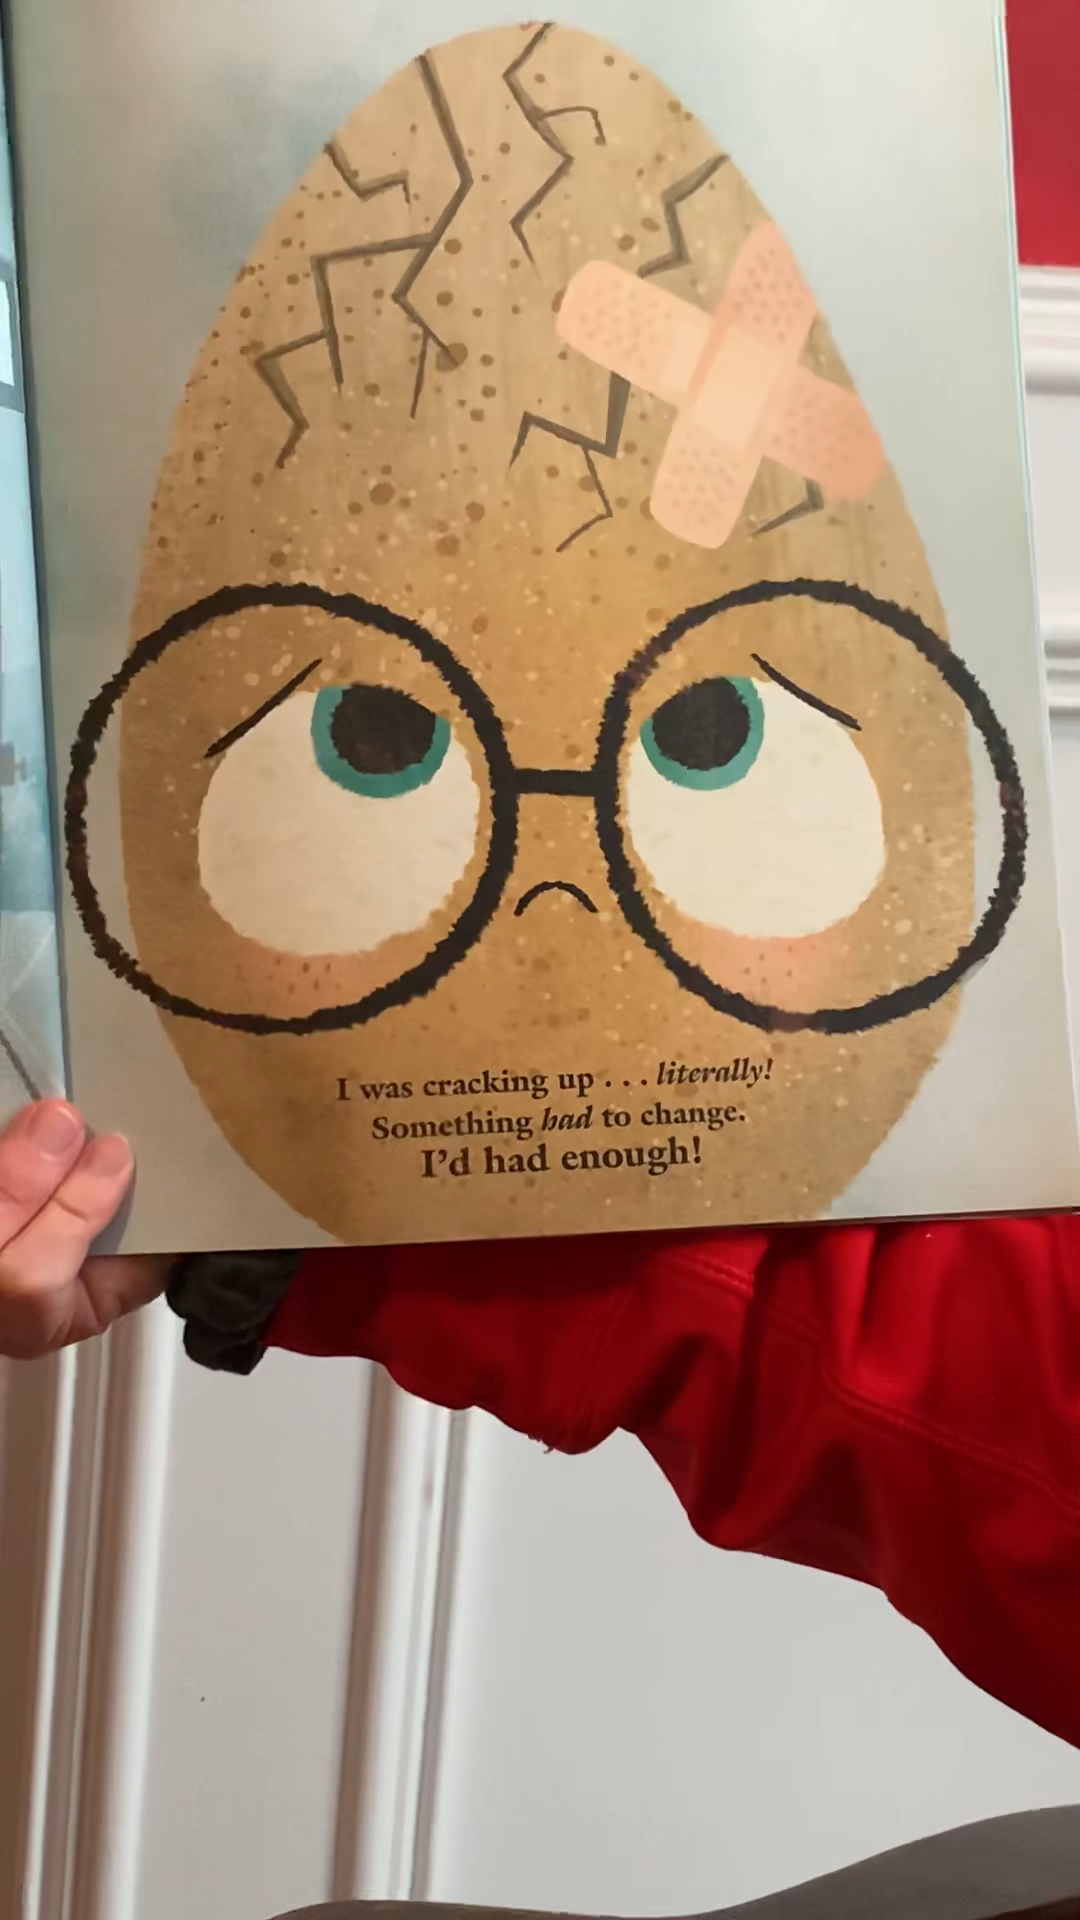 I was cracking up . . . literally!
Something had to change.
I'd had enough!